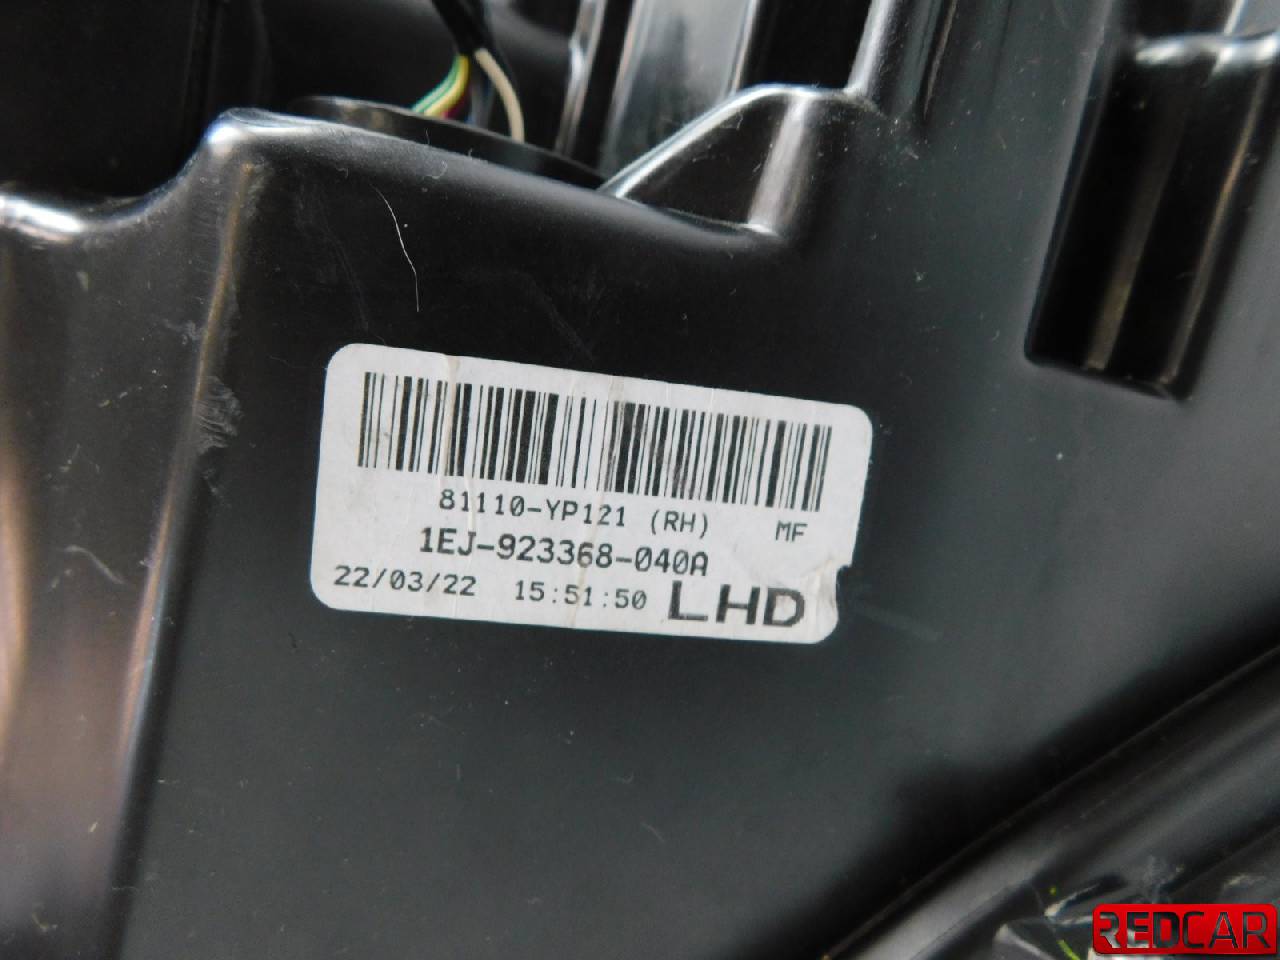 81110-YP121 (RH) MF
1EJ-923368-040A
22/03/22 15:51:50 LHD
REDCAR